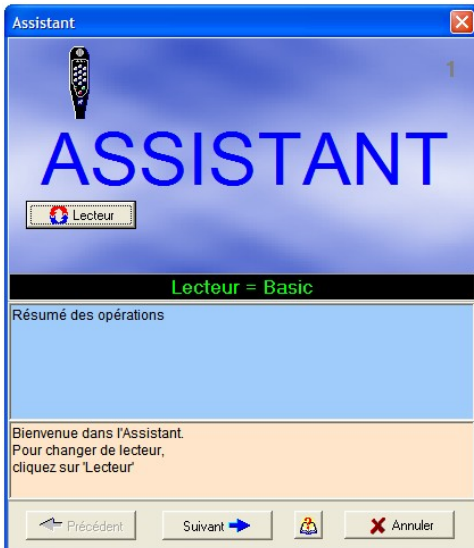 Assistant
1
ASSISTANT
Lecteur
Lecteur = Basic
Résumé des opérations
Bienvenue dans l'Assistant.
Pour changer de lecteur,
cliquez sur 'Lecteur'
Précédent Suivant ? Annuler